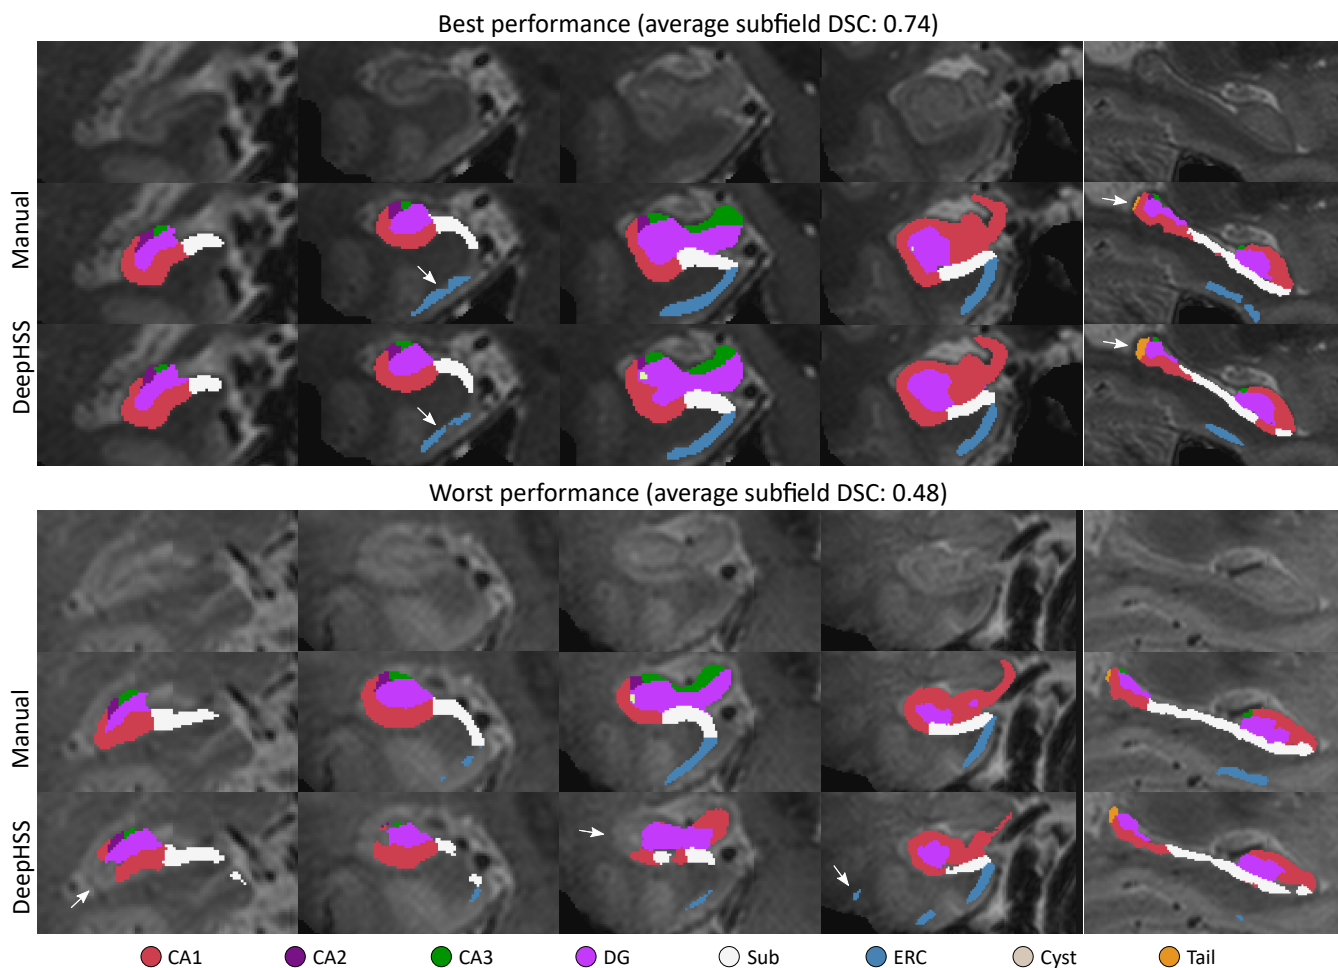 Best performance (average subfield DSC: 0.74)
Manual
DeepHSS
Worst performance (average subfield DSC: 0.48)
Manual
DeepHSS
CA1 CA2 CA3 DG Sub ERC Cyst Tail